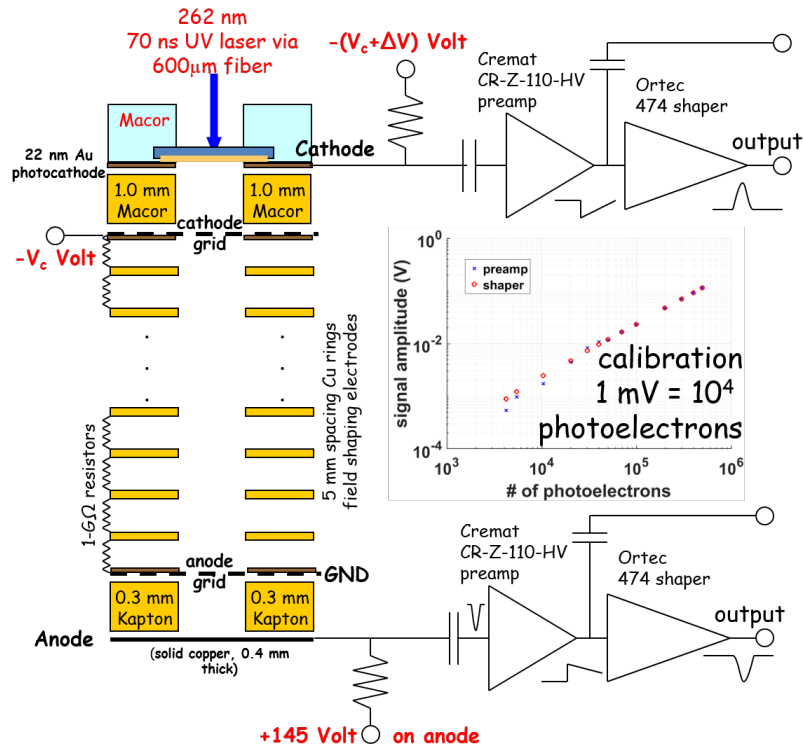 262 nm
70 ns UV laser via
600μm fiber
-(Vc+ΔV) Volt
Cremat
CR-Z-110-HV
preamp
Ortec
474 shaper
output
Macor
Cathode
22 nm Au
photocathode
1.0 mm
Macor
1.0 mm
Macor
cathode
grid
-Vc Volt
5 mm spacing Cu rings
field shaping electrodes
1-GΩ resistors
signal amplitude (V)
10⁰
10⁻²
10⁻⁴
preamp
shaper
calibration
1 mV = 10⁴
photoelectrons
10³
10⁴
10⁵
10⁶
# of photoelectrons
anode
grid
GND
0.3 mm
Kapton
0.3 mm
Kapton
Anode
(solid copper, 0.4 mm
thick)
Cremat
CR-Z-110-HV
preamp
Ortec
474 shaper
output
+145 Volt on anode